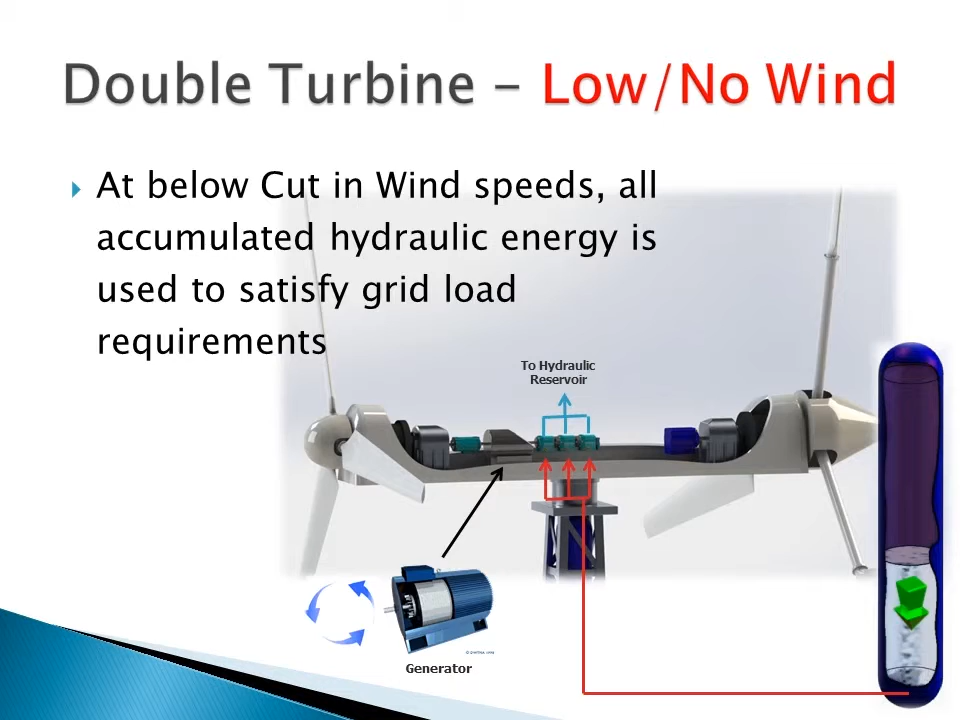 Double Turbine - Low/No Wind
At below Cut in Wind speeds, all
accumulated hydraulic energy is
used to satisfy grid load
requirements
To Hydraulic
Reservoir
Generator